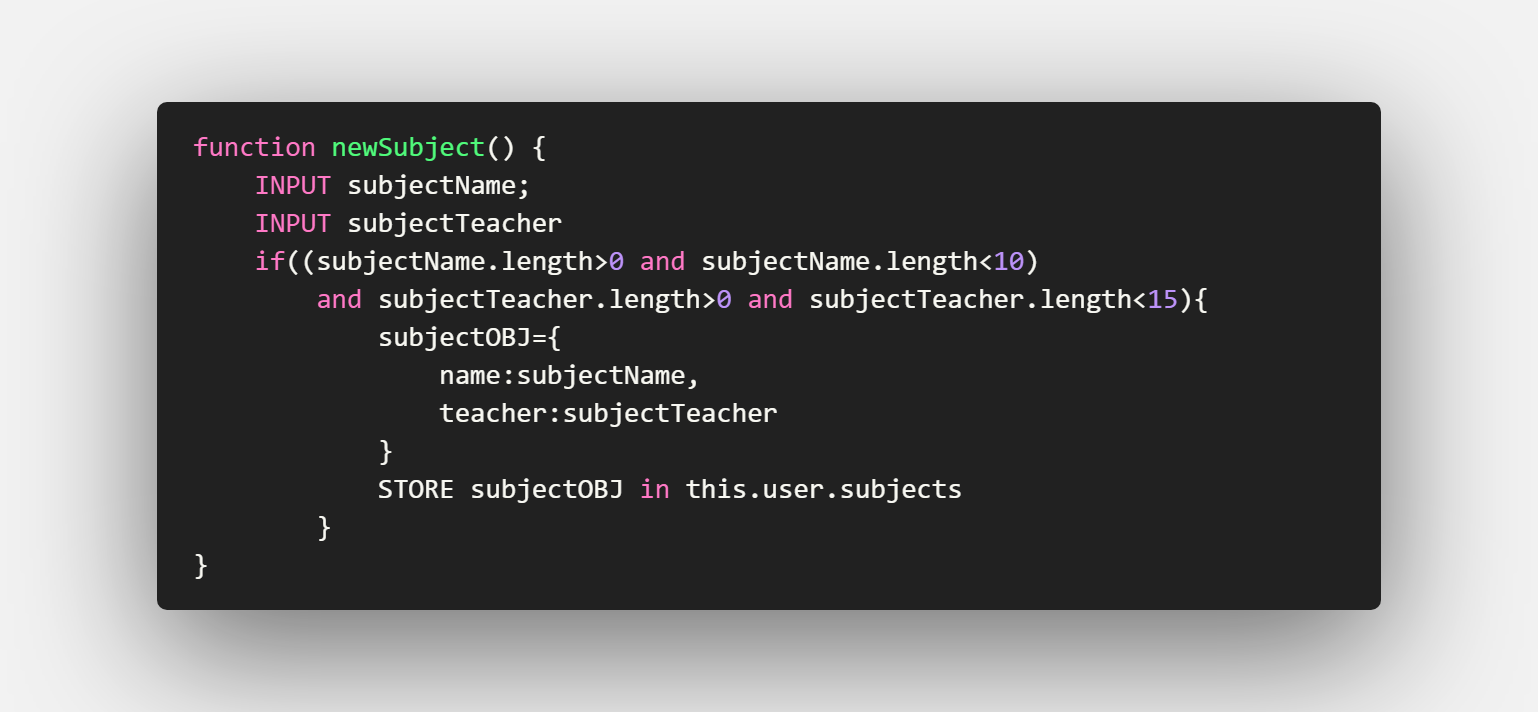 function newSubject() {
    INPUT subjectName;
    INPUT subjectTeacher
    if((subjectName.length>0 and subjectName.length<10)
        and subjectTeacher.length>0 and subjectTeacher.length<15){
            subjectOBJ={
                name:subjectName,
                teacher:subjectTeacher
            }
            STORE subjectOBJ in this.user.subjects
        }
}